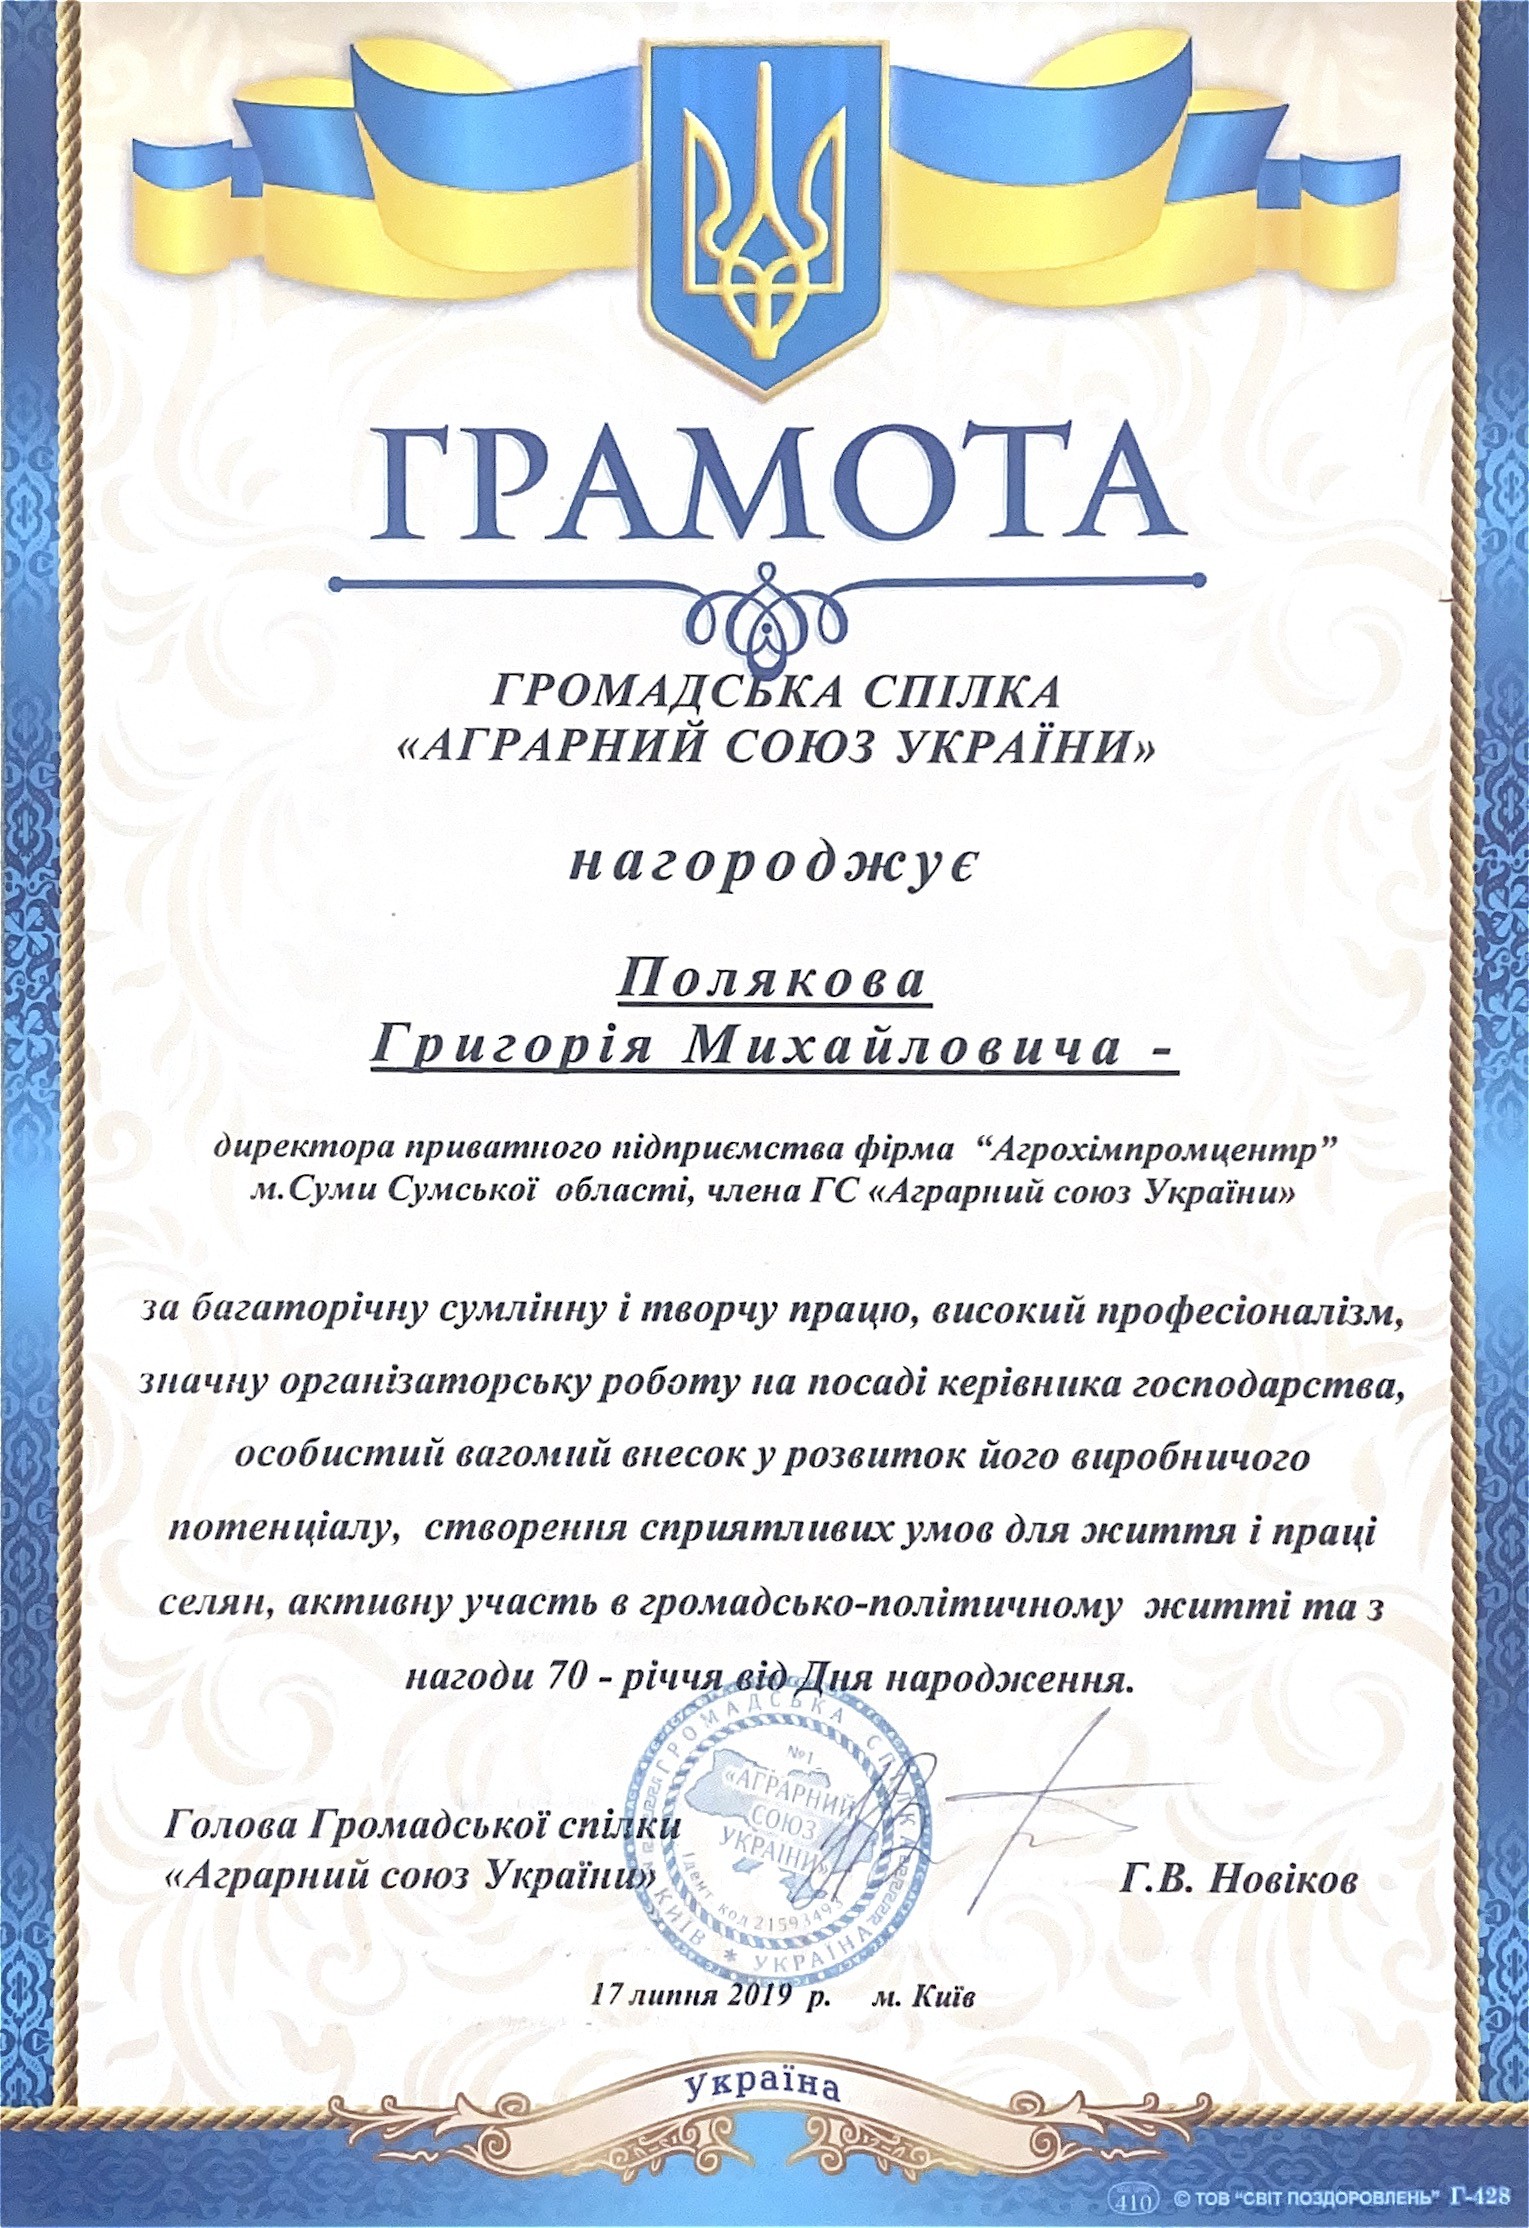 ГРАМОТА
ГРОМАДСЬКА СПІЛКА
«АГРАРНИЙ СОЮЗ УКРАЇНИ»
нагороджує
Полякова
Григорія Михайловича -
директора приватного підприємства фірма “Агрохімпромцентр”
м.Суми Сумської області, члена ГС «Аграрний союз України»
за багаторічну сумлінну і творчу працю, високий професіоналізм,
значну організаторську роботу на посаді керівника господарства,
особистий вагомий внесок у розвиток його виробничого
потенціалу, створення сприятливих умов для життя і праці
селян, активну участь в громадсько-політичному житті та з
нагоди 70 - річчя від Дня народження.
Голова Громадської спілки
«Аграрний союз України»
Г.В. Новіков
ГРОМАДСЬКА СПІЛКА
№1
«АГРАРНИЙ
СОЮЗ
УКРАЇНИ»
Ідент. код 21593493
КИЇВ * УКРАЇНА
17 липня 2019 р. м. Київ
Україна
410 © ТОВ “СВІТ ПОЗДОРОВЛЕНЬ” Г-428